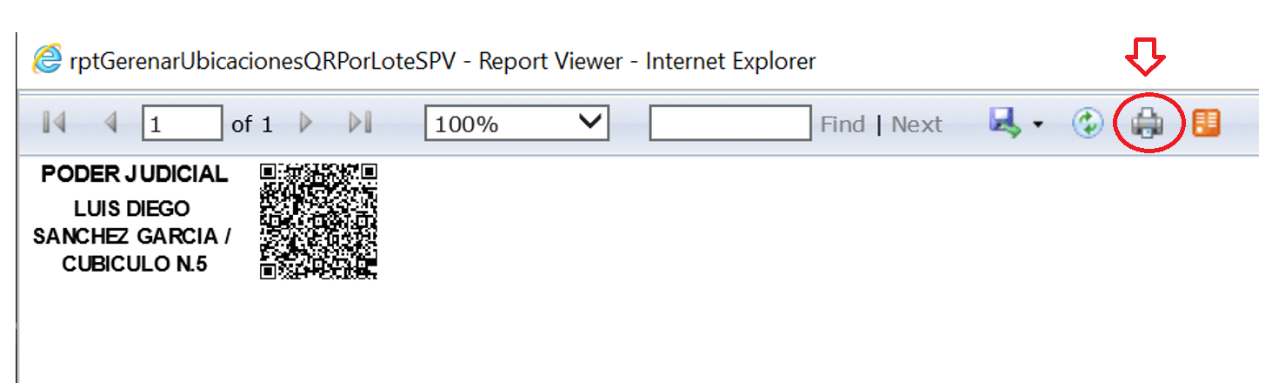 rptGerenarUbicacionesQRPorLoteSPV - Report Viewer - Internet Explorer
1 of 1 100% Find | Next
PODER JUDICIAL
LUIS DIEGO
SANCHEZ GARCIA /
CUBICULO N.5